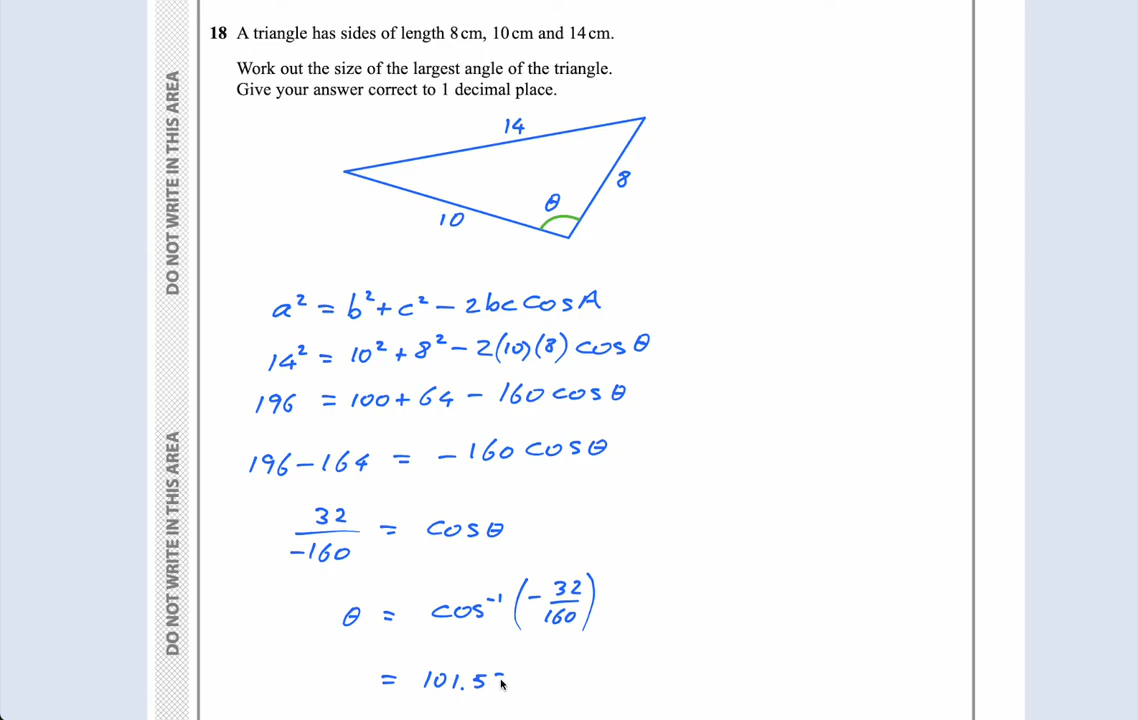 18 A triangle has sides of length 8 cm, 10 cm and 14 cm.
Work out the size of the largest angle of the triangle.
Give your answer correct to 1 decimal place.
14
8
θ
10
a² = b² + c² – 2bc cos A
14² = 10² + 8² – 2(10)(8) cos θ
196 = 100 + 64 – 160 cos θ
196 – 164 = – 160 cos θ
32/–160 = cos θ
θ = cos⁻¹ (– 32/160)
= 101.5
DO NOT WRITE IN THIS AREA
DO NOT WRITE IN THIS AREA